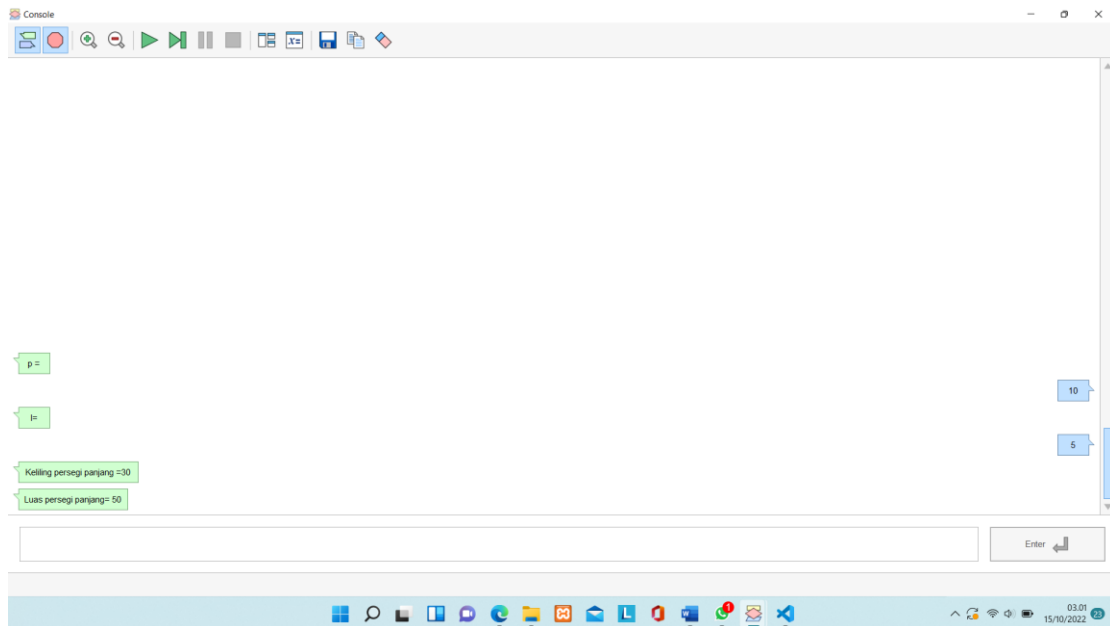 Console
p =
10
l=
5
Keliling persegi panjang =30
Luas persegi panjang= 50
Enter
03.01
15/10/2022
23